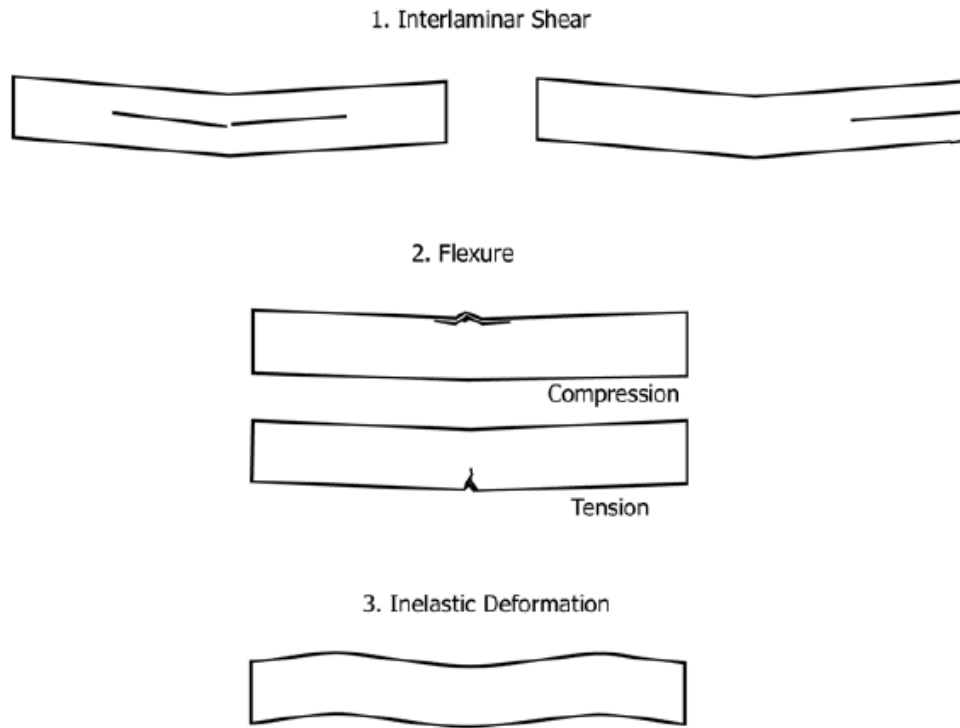 1. Interlaminar Shear
2. Flexure
Compression
Tension
3. Inelastic Deformation